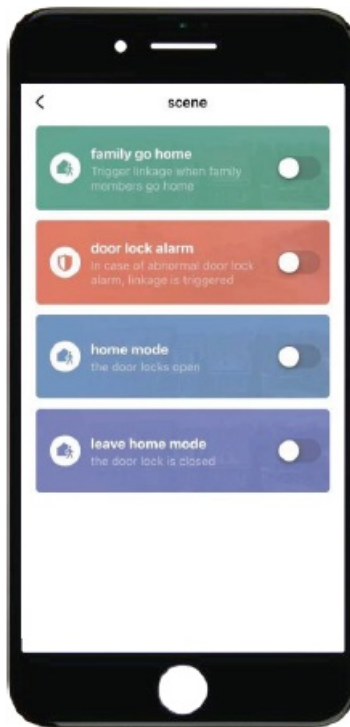 scene
family go home
Trigger linkage when family
members go home
door lock alarm
In case of abnormal door lock
alarm, linkage is triggered
home mode
the door locks open
leave home mode
the door lock is closed